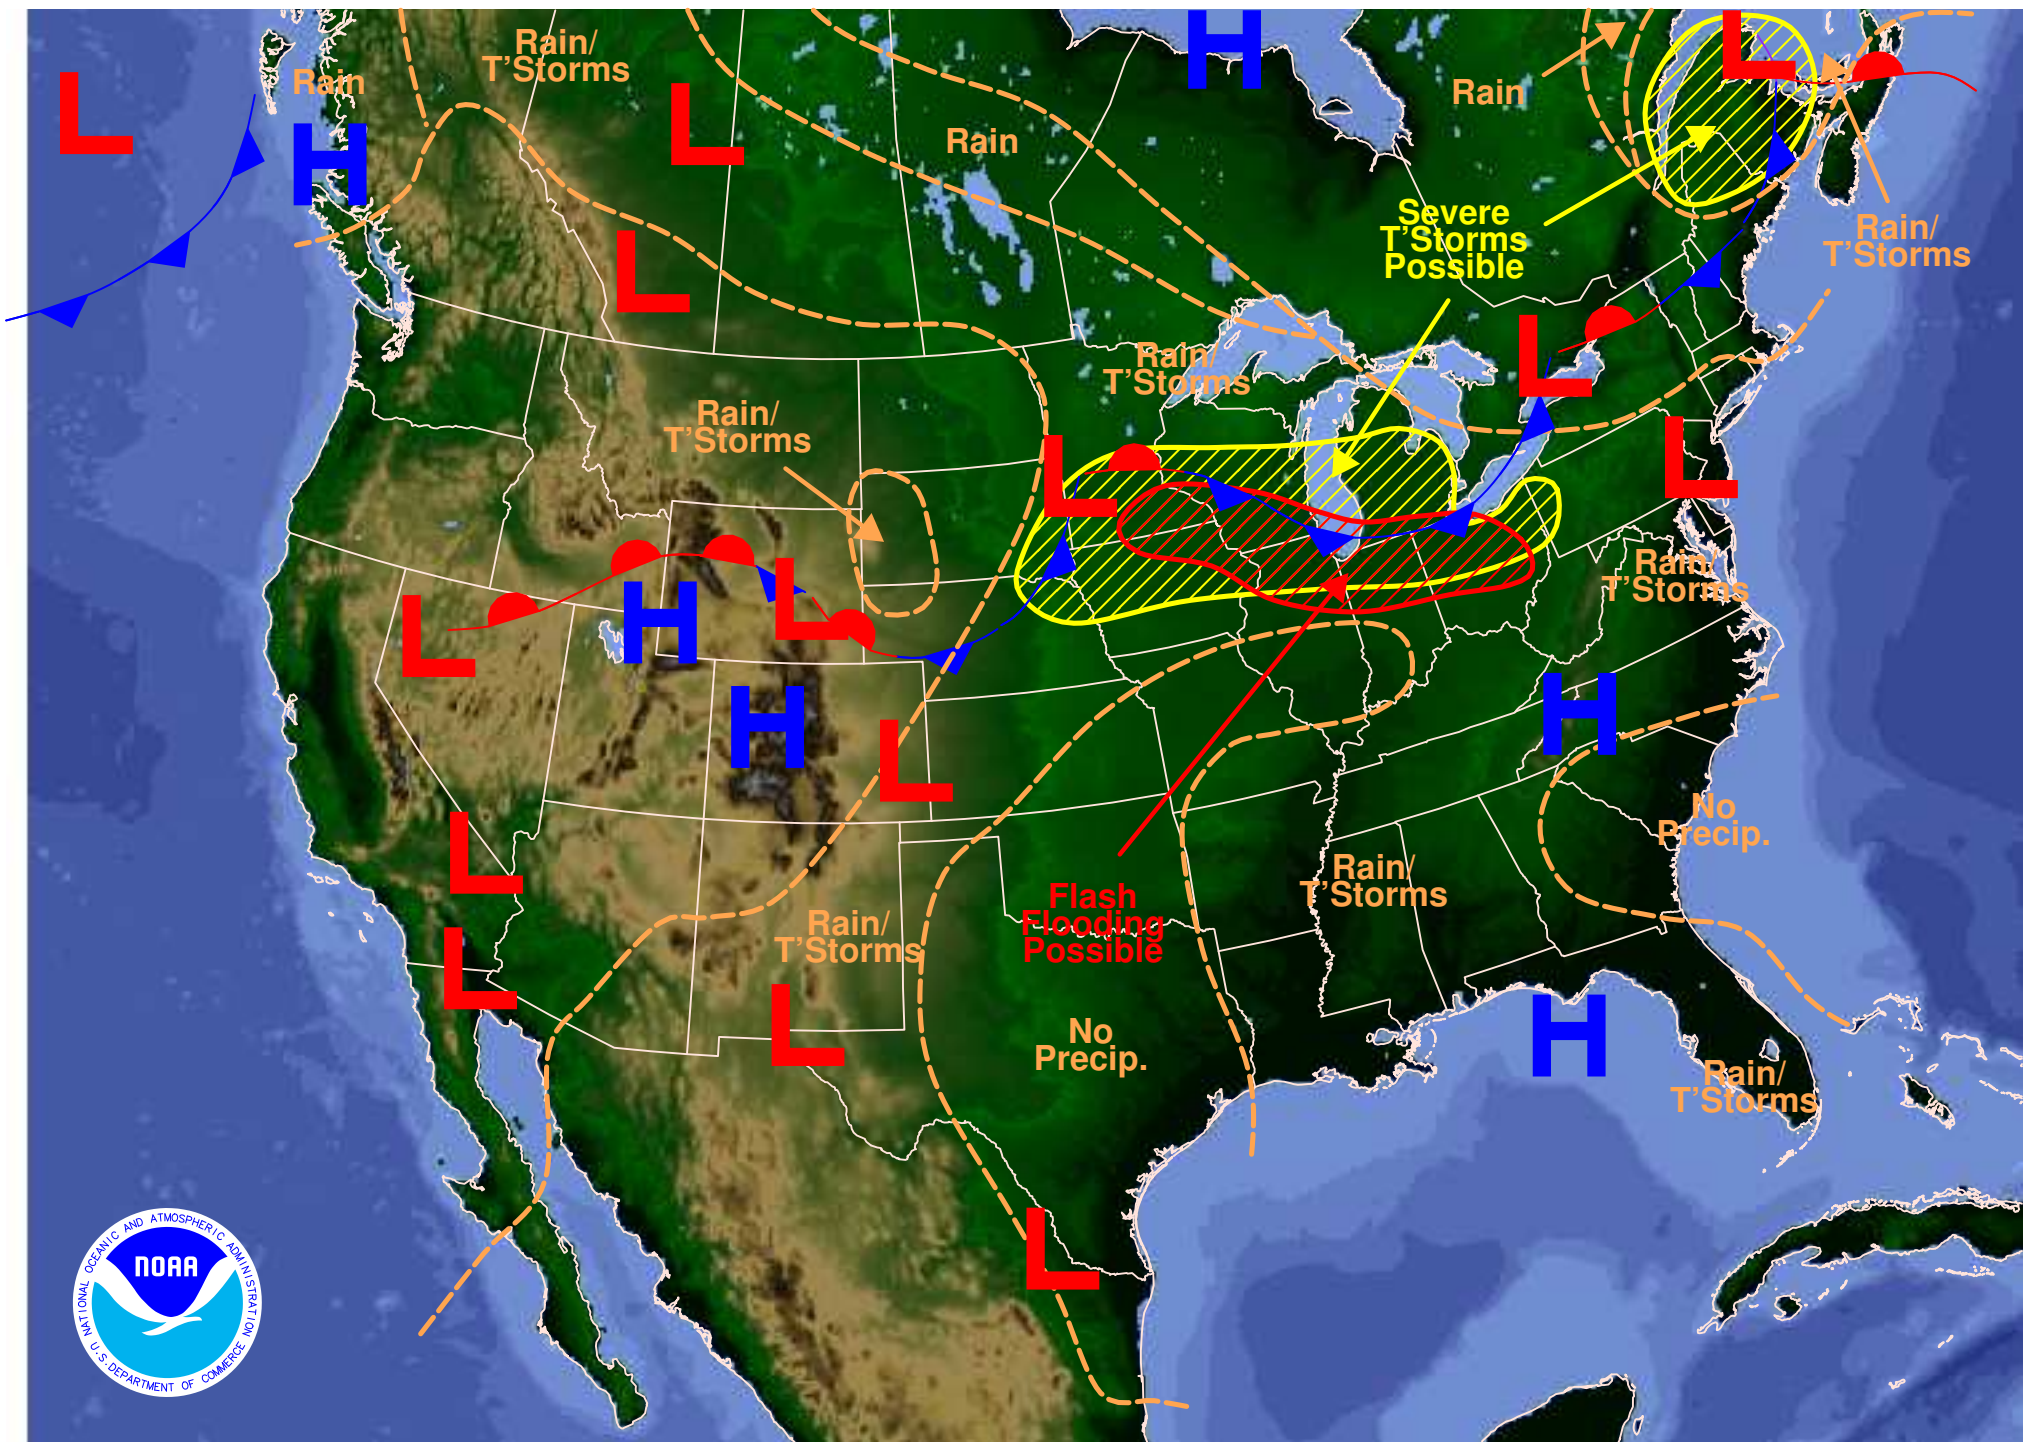 L
H
Rain
Rain/
T'Storms
L
Rain
H
Rain
L
Severe
T'Storms
Possible
Rain/
T'Storms
L
Rain/
T'Storms
L
Rain/
T'Storms
L
L
Rain/
T'Storms
L
H
L
H
L
H
L
No
Precip.
L
Rain/
T'Storms
Flash
Flooding
Possible
Rain/
T'Storms
L
L
No
Precip.
H
Rain/
T'Storms
L
NATIONAL OCEANIC AND ATMOSPHERIC ADMINISTRATION
NOAA
U.S. DEPARTMENT OF COMMERCE